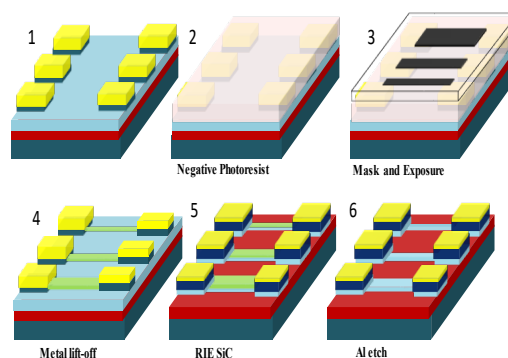 1
2
3
Negative Photoresist
Mask and Exposure
4
5
6
Metal lift-off
RIE SiC
Al etch